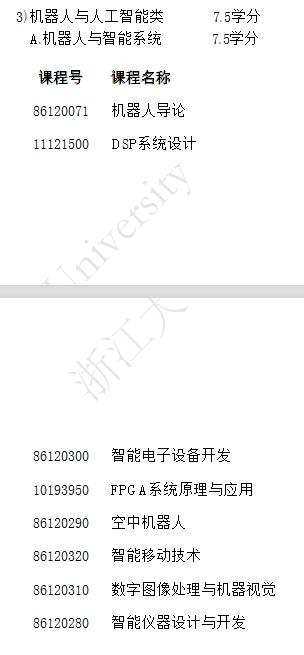 3)机器人与人工智能类 7.5学分
A.机器人与智能系统 7.5学分
课程号 课程名称
86120071 机器人导论
11121500 DSP系统设计
University
浙江大
86120300 智能电子设备开发
10193950 FPGA系统原理与应用
86120290 空中机器人
86120320 智能移动技术
86120310 数字图像处理与机器视觉
86120280 智能仪器设计与开发